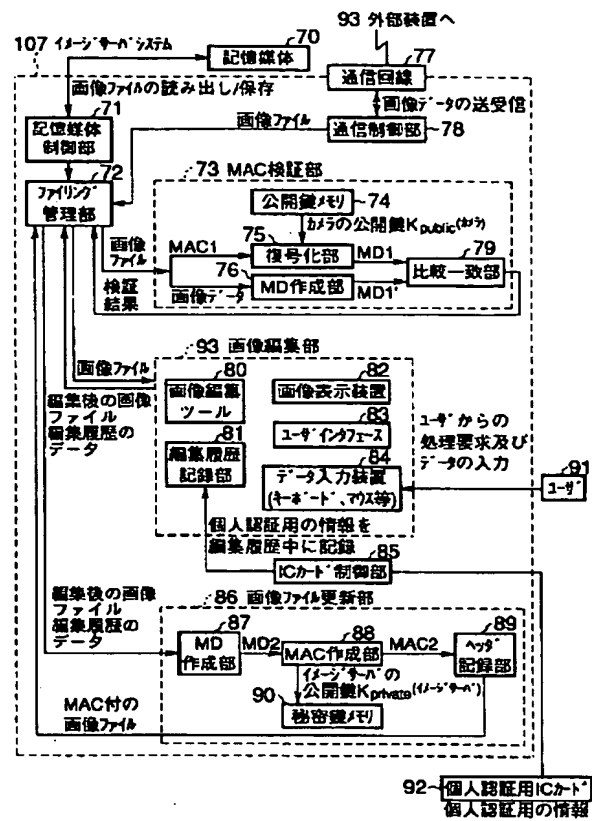 93 外部装置へ
107 イメージサーバシステム
70
記憶媒体
77
通信回線
画像ファイルの読み出し/保存
71
記憶媒体
制御部
画像ファイル
画像データの送受信
通信制御部
78
72
ファイリング
管理部
73 MAC検証部
公開鍵メモリ
74
カメラの公開鍵Kpublic(カメラ)
画像
ファイル
検証
結果
MAC1
75
復号化部
MD1
79
比較一致部
76
画像データ
MD作成部
MD1'
93 画像編集部
画像ファイル
編集後の画像
ファイル
編集履歴の
データ
80
画像編集
ツール
82
画像表示装置
83
ユーザインタフェース
81
編集履歴
記録部
84
データ入力装置
(キーボード、マウス等)
ユーザからの
処理要求及び
データの入力
91
ユーザ
個人認証用の情報を
編集履歴中に記録
85
ICカード制御部
86 画像ファイル更新部
編集後の画像
ファイル
編集履歴の
データ
87
MD
作成部
MD2
88
MAC作成部
MAC2
89
ヘッダ
記録部
イメージサーバの
公開鍵Kprivate(イメージサーバ)
90
秘密鍵メモリ
MAC付の
画像ファイル
92
個人認証用ICカード
個人認証用の情報